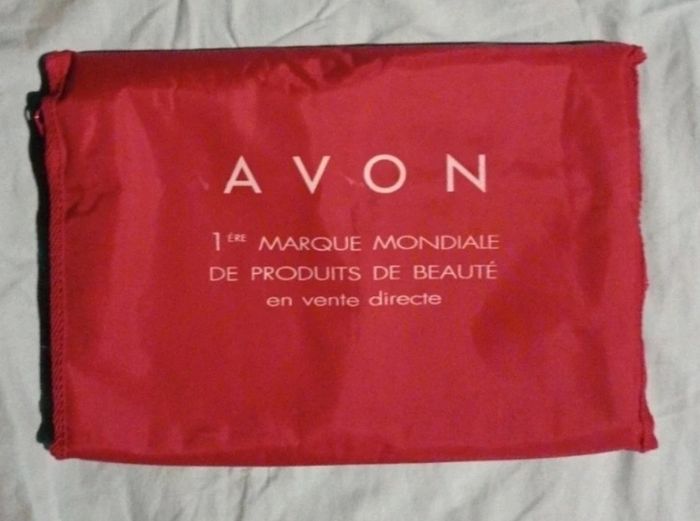 AVON
1ÈRE MARQUE MONDIALE
DE PRODUITS DE BEAUTÉ
en vente directe